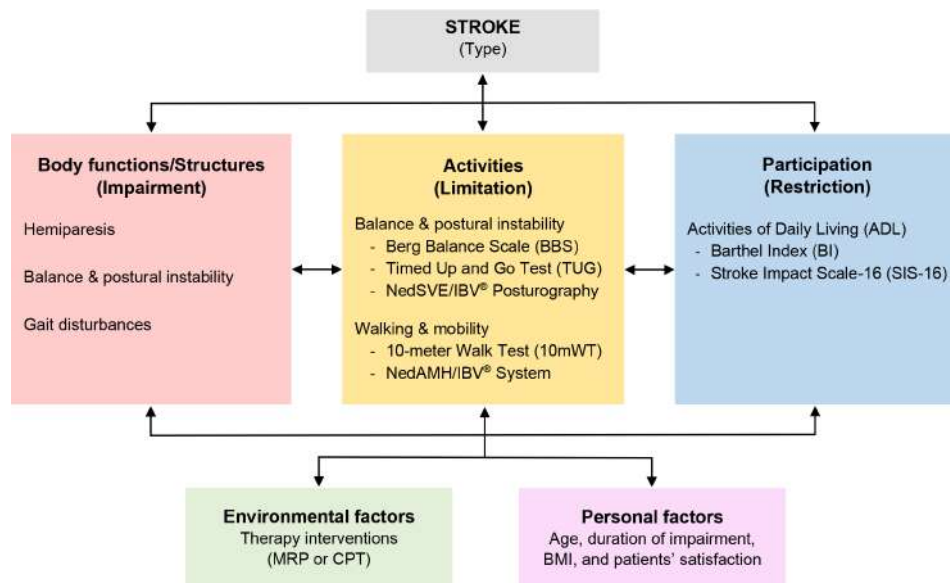 STROKE
(Type)
Body functions/Structures
(Impairment)
Hemiparesis
Balance & postural instability
Gait disturbances
Activities
(Limitation)
Balance & postural instability
- Berg Balance Scale (BBS)
- Timed Up and Go Test (TUG)
- NedSVE/IBV® Posturography
Walking & mobility
- 10-meter Walk Test (10mWT)
- NedAMH/IBV® System
Participation
(Restriction)
Activities of Daily Living (ADL)
- Barthel Index (BI)
- Stroke Impact Scale-16 (SIS-16)
Environmental factors
Therapy interventions
(MRP or CPT)
Personal factors
Age, duration of impairment,
BMI, and patients’ satisfaction